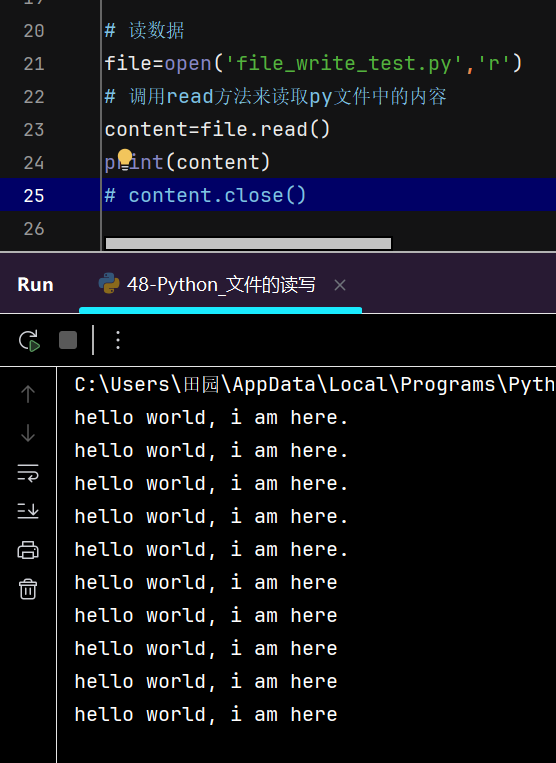 20 # 读数据
21 file=open('file_write_test.py','r')
22 # 调用read方法来读取py文件中的内容
23 content=file.read()
24 print(content)
25 # content.close()
26
Run 48-Python_文件的读写
C:\Users\田园\AppData\Local\Programs\Pyth
hello world, i am here.
hello world, i am here.
hello world, i am here.
hello world, i am here.
hello world, i am here.
hello world, i am here
hello world, i am here
hello world, i am here
hello world, i am here
hello world, i am here